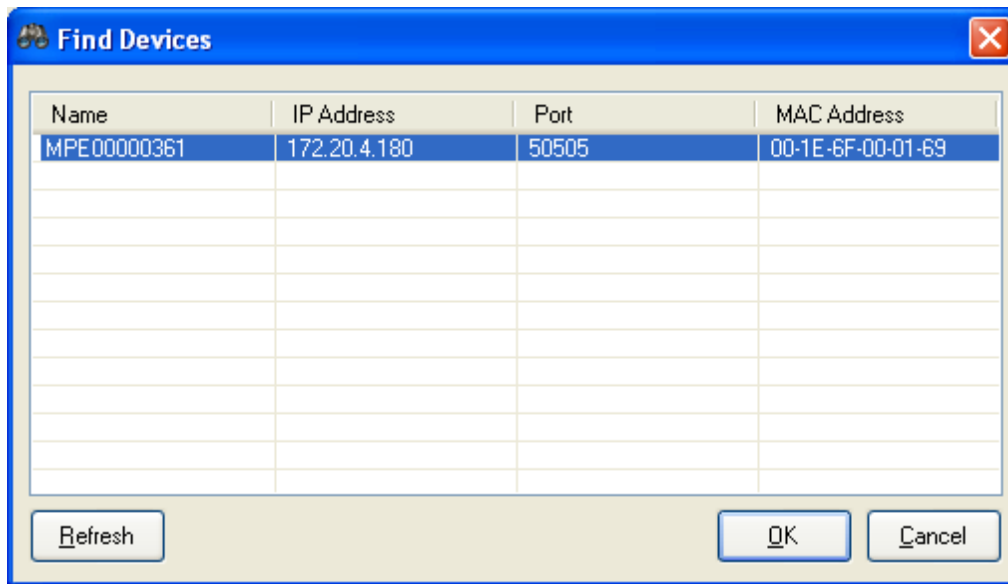 Find Devices
Name IP Address Port MAC Address
MPE00000361 172.20.4.180 50505 00-1E-6F-00-01-69
Refresh OK Cancel